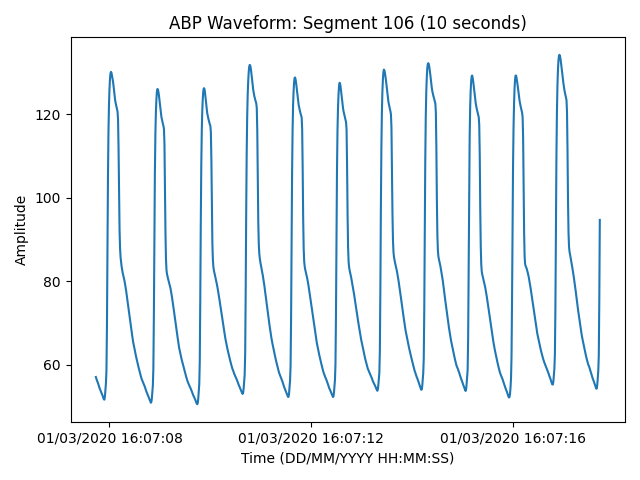 ABP Waveform: Segment 106 (10 seconds)
Amplitude
120
100
80
60
01/03/2020 16:07:08 01/03/2020 16:07:12 01/03/2020 16:07:16
Time (DD/MM/YYYY HH:MM:SS)